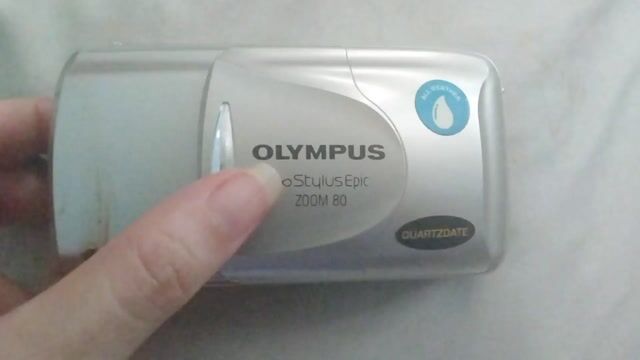 ALL WEATHER
OLYMPUS
Stylus Epic
ZOOM 80
QUARTZDATE